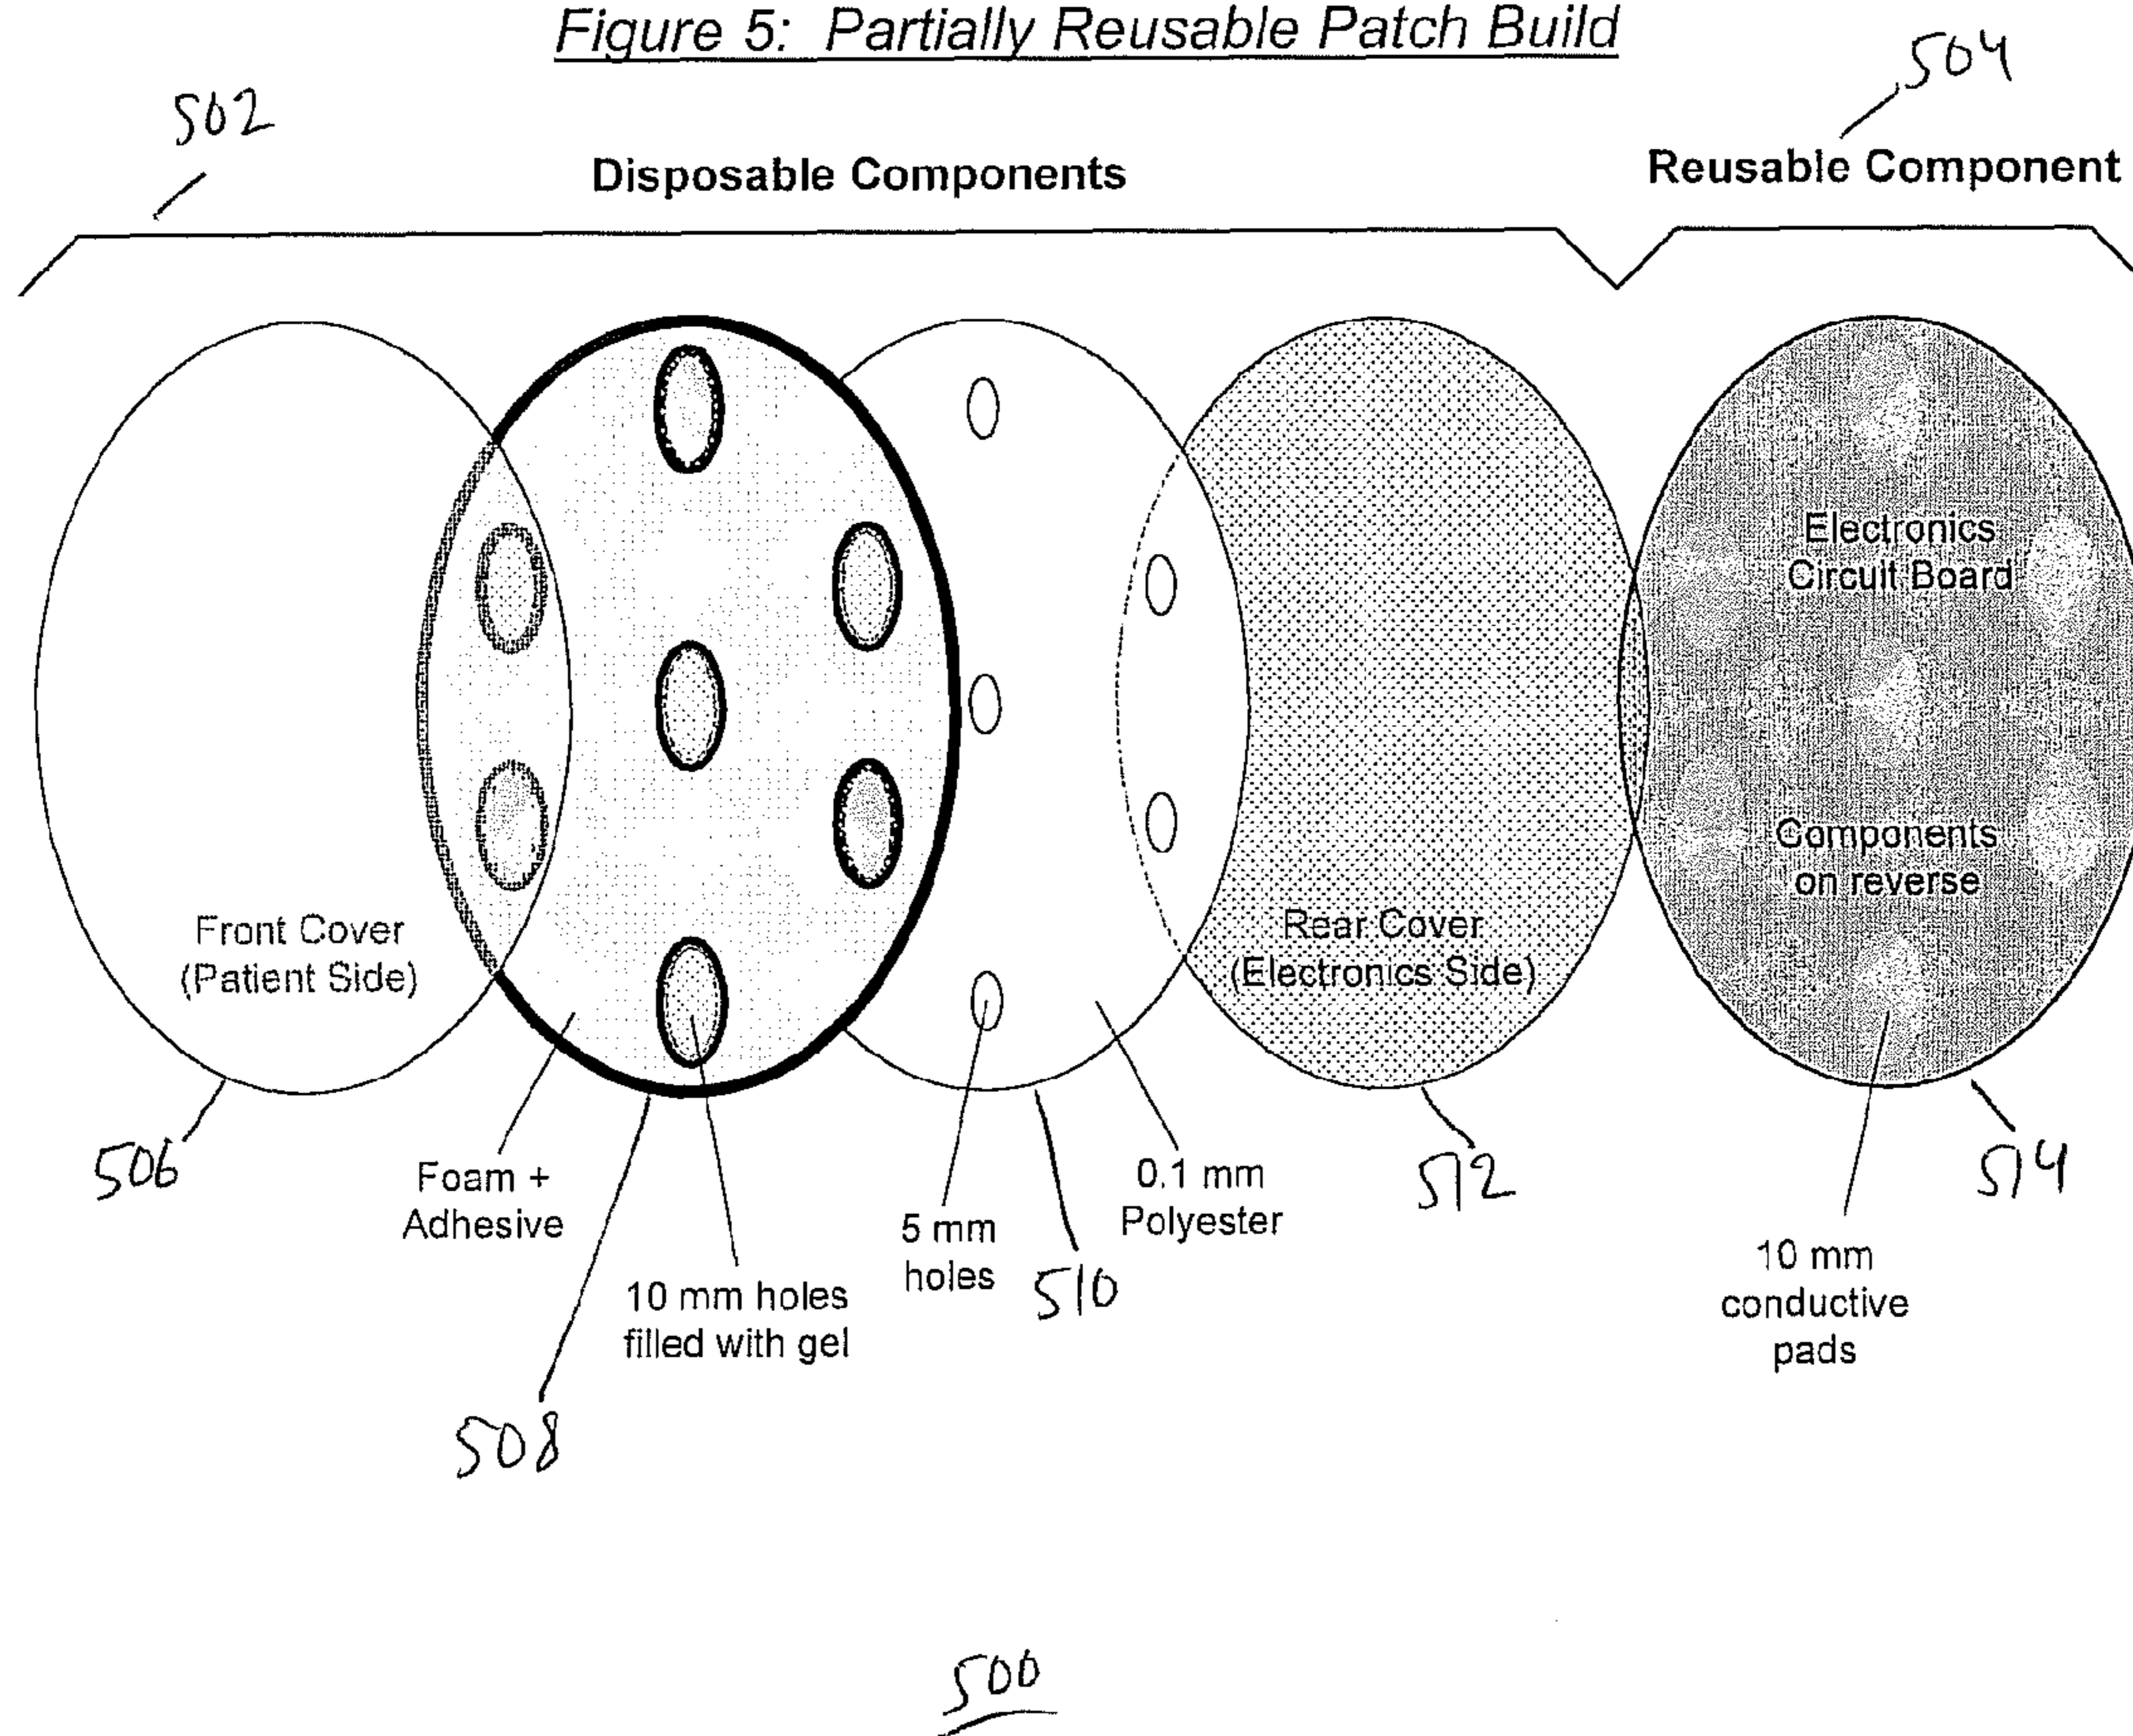 Figure 5: Partially Reusable Patch Build
502
504
Disposable Components
Reusable Component
Electronics
Circuit Board
Components
on reverse
Front Cover
(Patient Side)
Rear Cover
(Electronics Side)
506
Foam +
Adhesive
508
10 mm holes
filled with gel
5 mm
holes
510
0.1 mm
Polyester
512
514
10 mm
conductive
pads
500